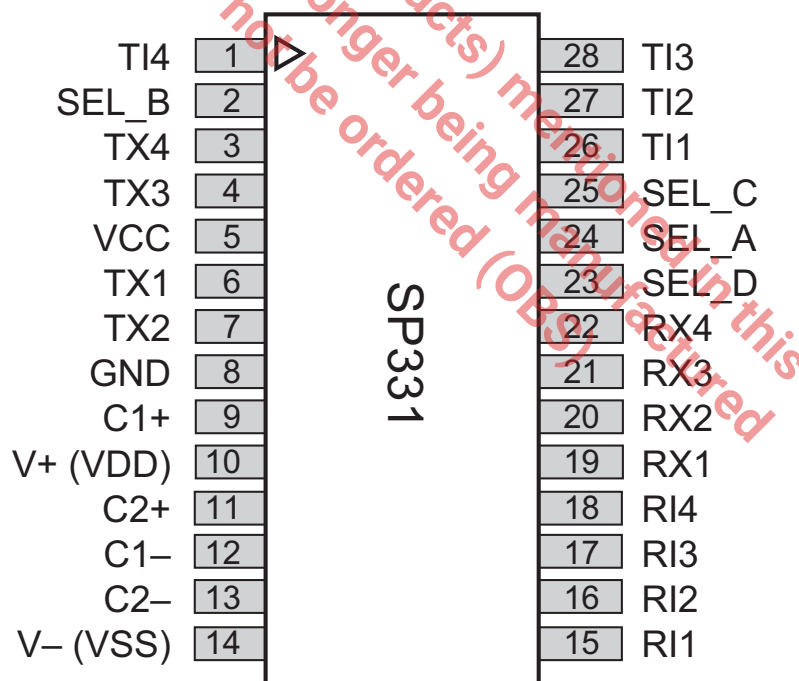 TI4 1 28 TI3
SEL_B 2 27 TI2
TX4 3 26 TI1
TX3 4 25 SEL_C
VCC 5 24 SEL_A
TX1 6 23 SEL_D
TX2 7 22 RX4
GND 8 21 RX3
C1+ 9 20 RX2
V+ (VDD) 10 19 RX1
C2+ 11 18 RI4
C1– 12 17 RI3
C2– 13 16 RI2
V– (VSS) 14 15 RI1
SP331
mentioned in this
longer being manufactured
not be ordered (OBS)